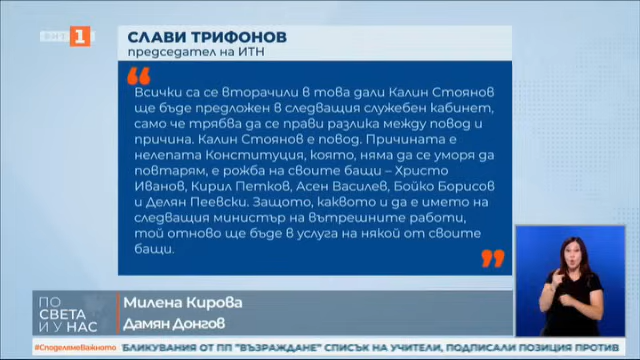 БНТ 1
СЛАВИ ТРИФОНОВ
председател на ИТН
Всички са се вторачили в това дали Калин Стоянов
ще бъде предложен в следващия служебен кабинет,
само че трябва да се прави разлика между повод и
причина. Калин Стоянов е повод. Причината е
нелепата Конституция, която, няма да се уморя да
повтарям, е рожба на своите бащи – Христо
Иванов, Кирил Петков, Асен Василев, Бойко Борисов
и Делян Пеевски. Защото, каквото и да е името на
следващия министър на вътрешните работи,
той отново ще бъде в услуга на някой от своите
бащи.
ПО
СВЕТА
И У НАС
Милена Кирова
Дамян Донгов
#Споделямеважното
БЛИКУВАНИЯ ОТ ПП "ВЪЗРАЖДАНЕ" СПИСЪК НА УЧИТЕЛИ, ПОДПИСАЛИ ПОЗИЦИЯ ПРОТИВ